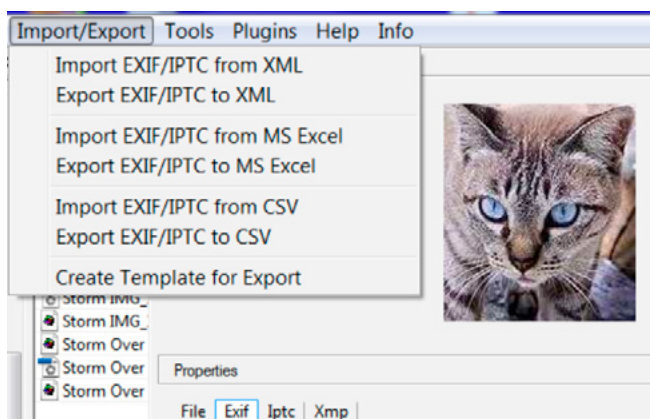 Import/Export Tools Plugins Help Info
Import EXIF/IPTC from XML
Export EXIF/IPTC to XML
Import EXIF/IPTC from MS Excel
Export EXIF/IPTC to MS Excel
Import EXIF/IPTC from CSV
Export EXIF/IPTC to CSV
Create Template for Export
Storm IMG_
Storm IMG_
Storm Over
Storm Over
Storm Over
Properties
File Exif Iptc Xmp